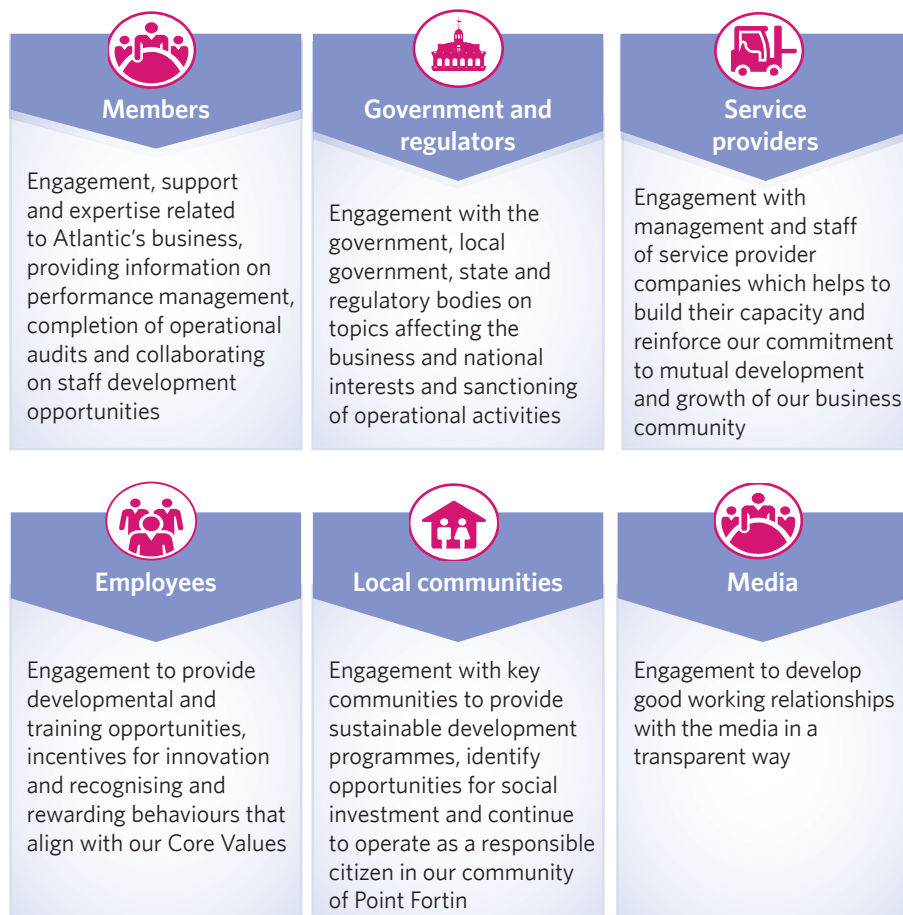 Members
Engagement, support
and expertise related
to Atlantic’s business,
providing information on
performance management,
completion of operational
audits and collaborating
on staff development
opportunities
Government and
regulators
Engagement with the
government, local
government, state and
regulatory bodies on
topics affecting the
business and national
interests and sanctioning
of operational activities
Service
providers
Engagement with
management and staff
of service provider
companies which helps to
build their capacity and
reinforce our commitment
to mutual development
and growth of our business
community
Employees
Engagement to provide
developmental and
training opportunities,
incentives for innovation
and recognising and
rewarding behaviours that
align with our Core Values
Local communities
Engagement with key
communities to provide
sustainable development
programmes, identify
opportunities for social
investment and continue
to operate as a responsible
citizen in our community
of Point Fortin
Media
Engagement to develop
good working relationships
with the media in a
transparent way